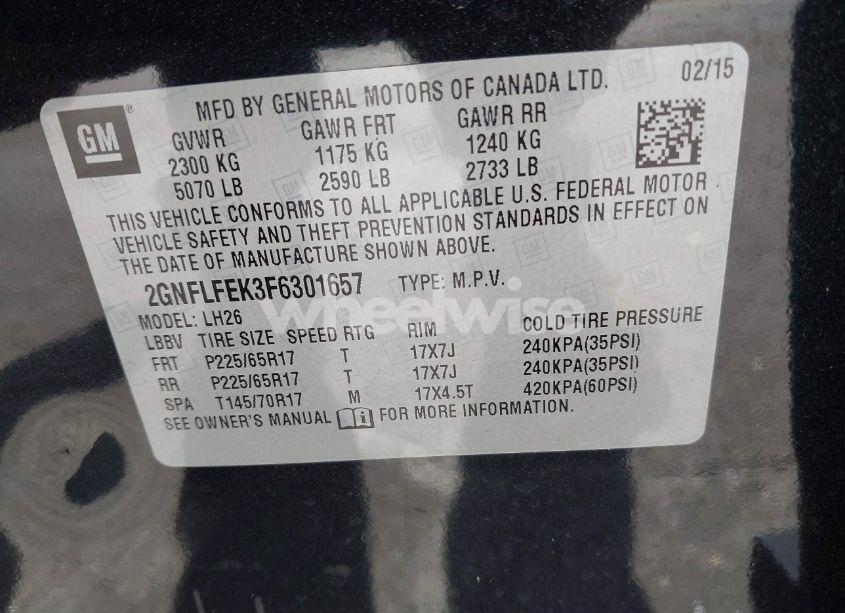 MFD BY GENERAL MOTORS OF CANADA LTD. 02/15
GM
GVWR GAWR FRT GAWR RR
2300 KG 1175 KG 1240 KG
5070 LB 2590 LB 2733 LB
THIS VEHICLE CONFORMS TO ALL APPLICABLE U.S. FEDERAL MOTOR
VEHICLE SAFETY AND THEFT PREVENTION STANDARDS IN EFFECT ON
THE DATE OF MANUFACTURE SHOWN ABOVE.
2GNFLFEK3F6301657 TYPE: M.P.V.
wheelwise
MODEL: LH26
LBBV TIRE SIZE SPEED RTG RIM COLD TIRE PRESSURE
FRT P225/65R17 T 17X7J 240KPA(35PSI)
RR P225/65R17 T 17X7J 240KPA(35PSI)
SPA T145/70R17 M 17X4.5T 420KPA(60PSI)
SEE OWNER'S MANUAL FOR MORE INFORMATION.